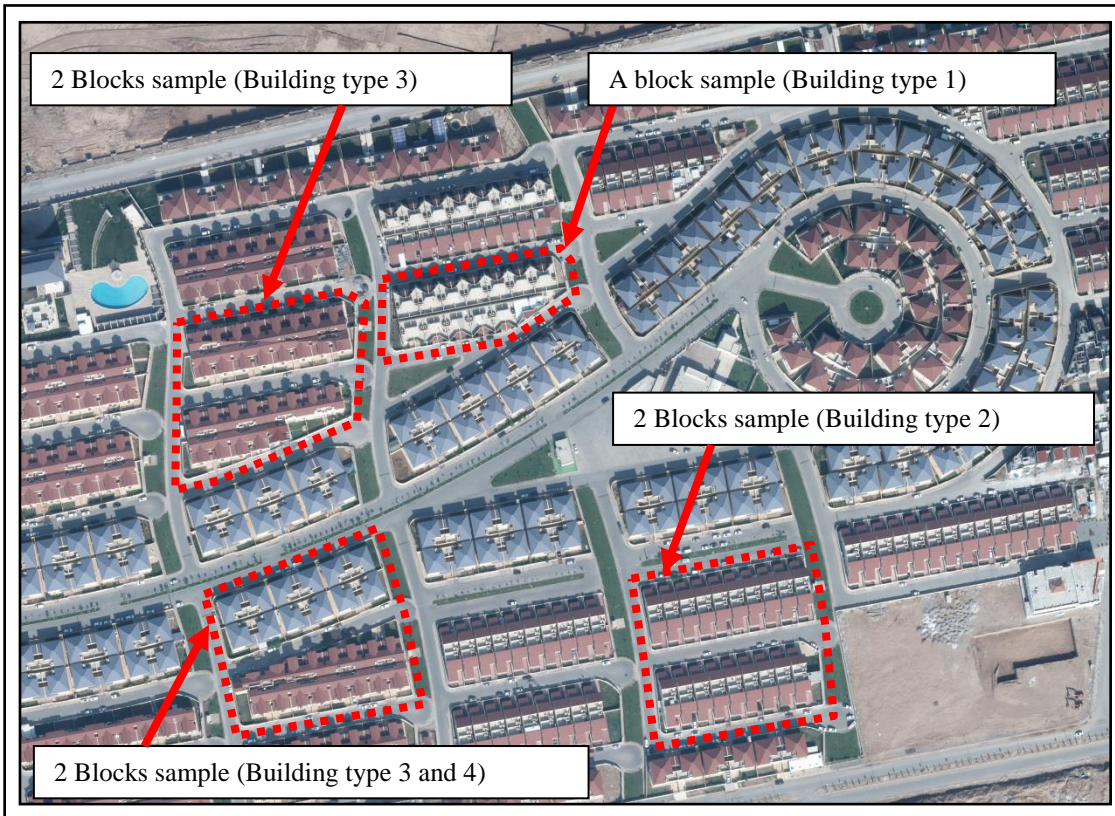 2 Blocks sample (Building type 3)
A block sample (Building type 1)
2 Blocks sample (Building type 2)
2 Blocks sample (Building type 3 and 4)